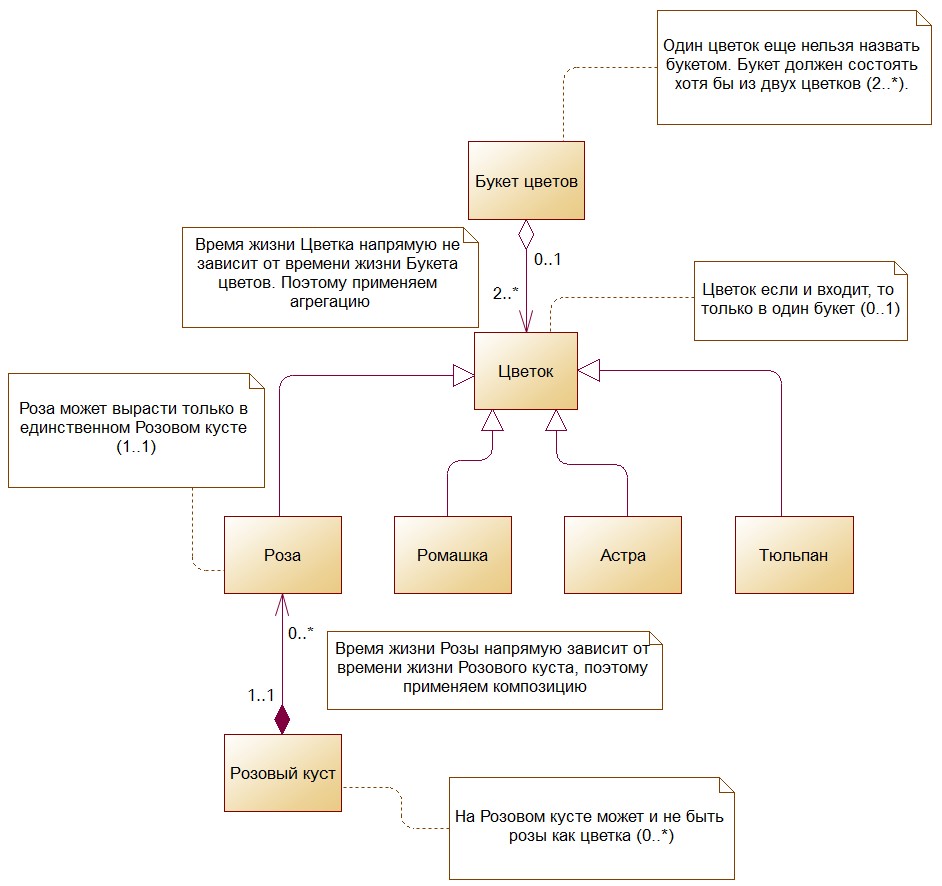 Один цветок еще нельзя назвать
букетом. Букет должен состоять
хотя бы из двух цветков (2..*).
Букет цветов
Время жизни Цветка напрямую не
зависит от времени жизни Букета
цветов. Поэтому применяем
агрегацию
0..1
2..*
Цветок если и входит, то
только в один букет (0..1)
Цветок
Роза может вырасти только в
единственном Розовом кусте
(1..1)
Роза
Ромашка
Астра
Тюльпан
0..*
Время жизни Розы напрямую зависит от
времени жизни Розового куста, поэтому
применяем композицию
1..1
Розовый куст
На Розовом кусте может и не быть
розы как цветка (0..*)